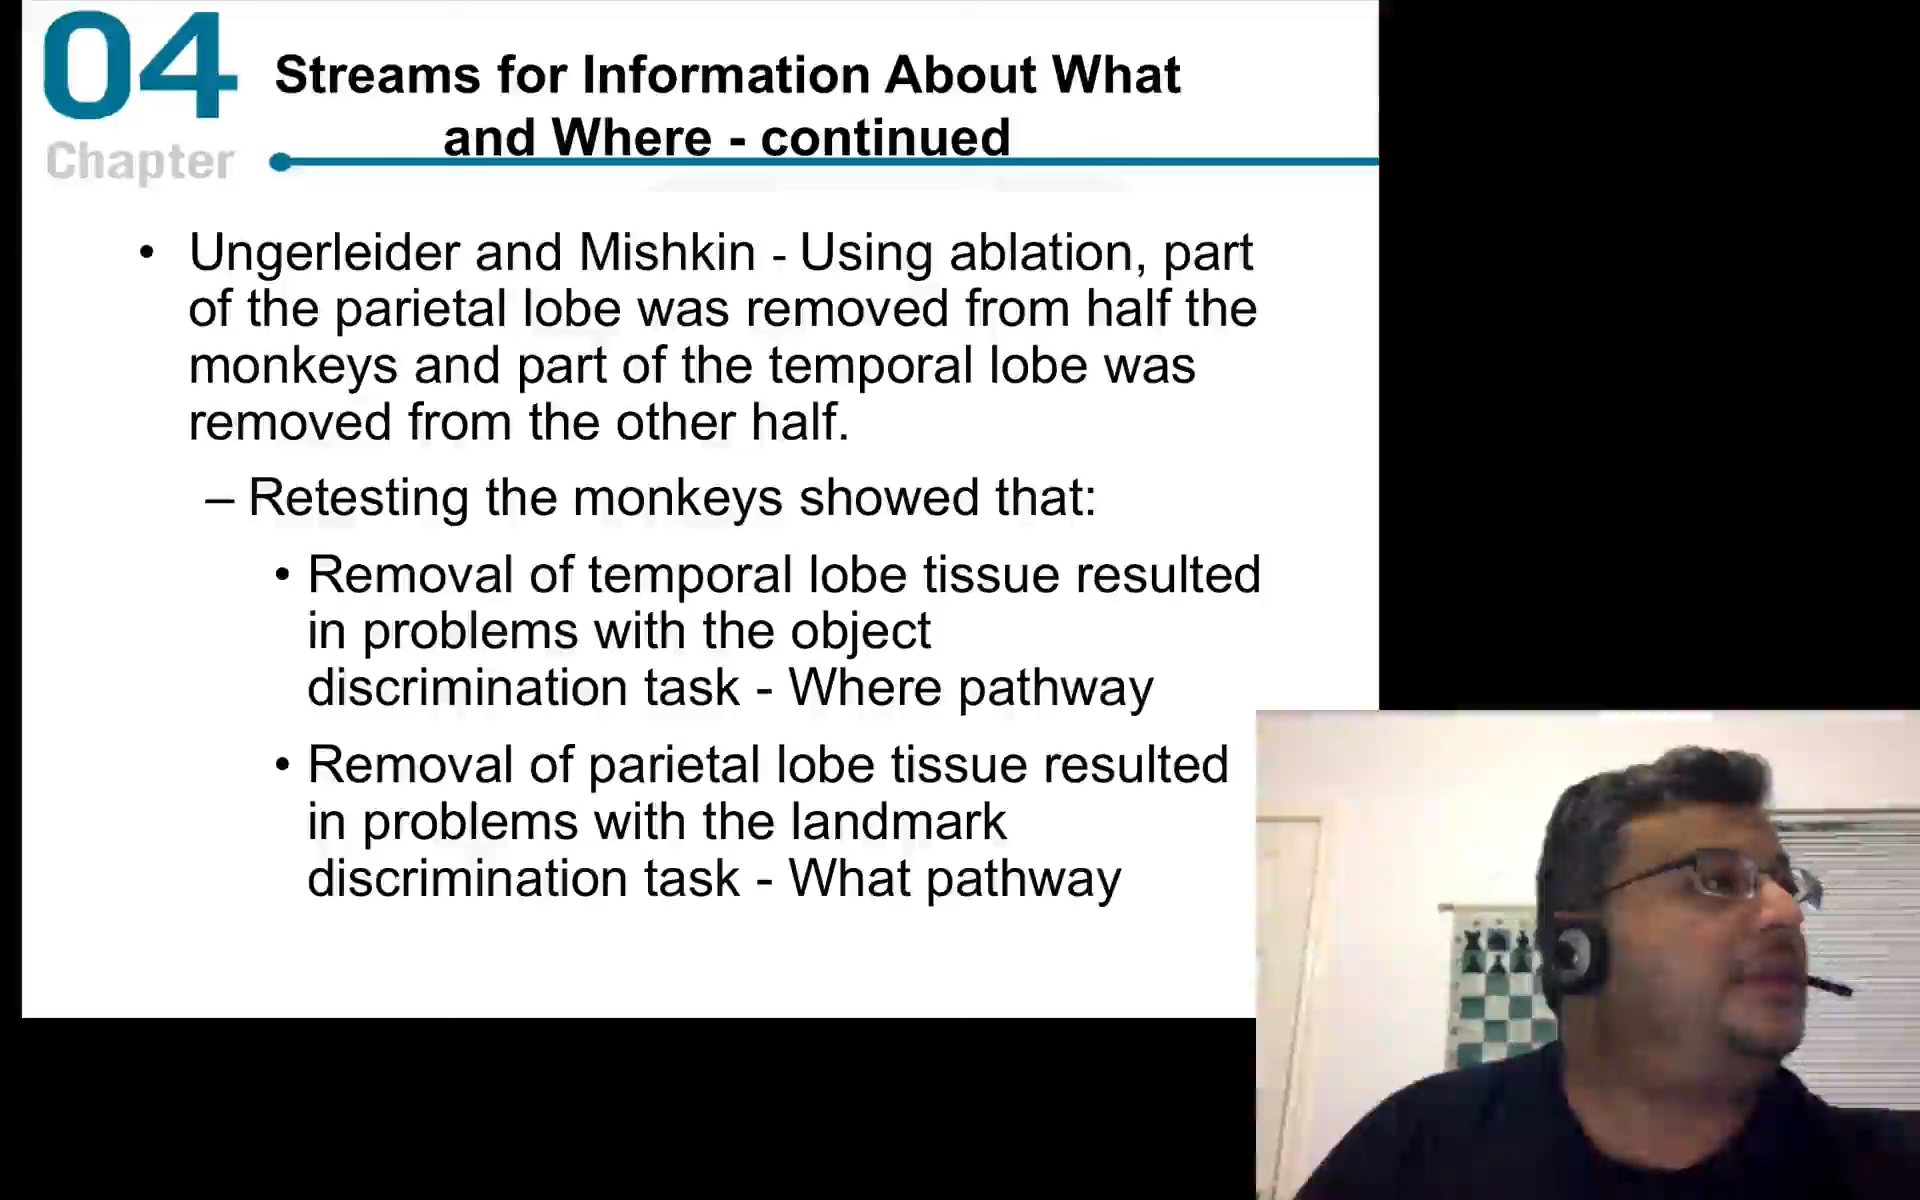 04
Chapter
Streams for Information About What
and Where - continued
• Ungerleider and Mishkin - Using ablation, part
of the parietal lobe was removed from half the
monkeys and part of the temporal lobe was
removed from the other half.
– Retesting the monkeys showed that:
• Removal of temporal lobe tissue resulted
in problems with the object
discrimination task - Where pathway
• Removal of parietal lobe tissue resulted
in problems with the landmark
discrimination task - What pathway